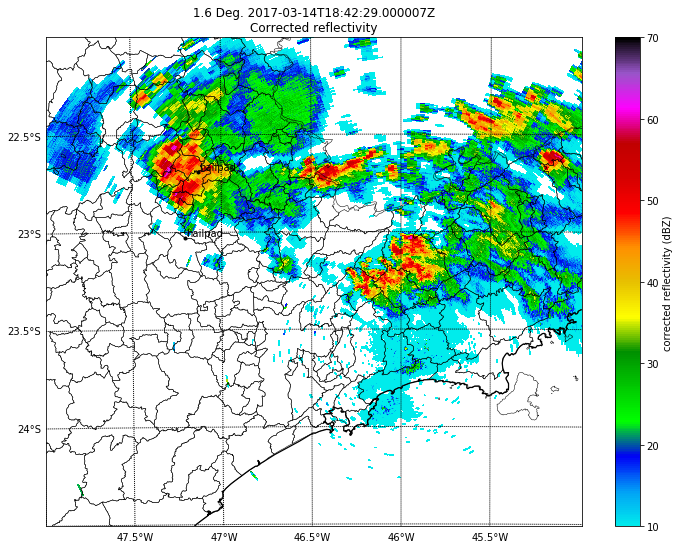 1.6 Deg. 2017-03-14T18:42:29.000007Z
Corrected reflectivity
22.5°S
23°S
23.5°S
24°S
47.5°W
47°W
46.5°W
46°W
45.5°W
hailpad
hailpad
70
60
50
40
30
20
10
corrected reflectivity (dBZ)